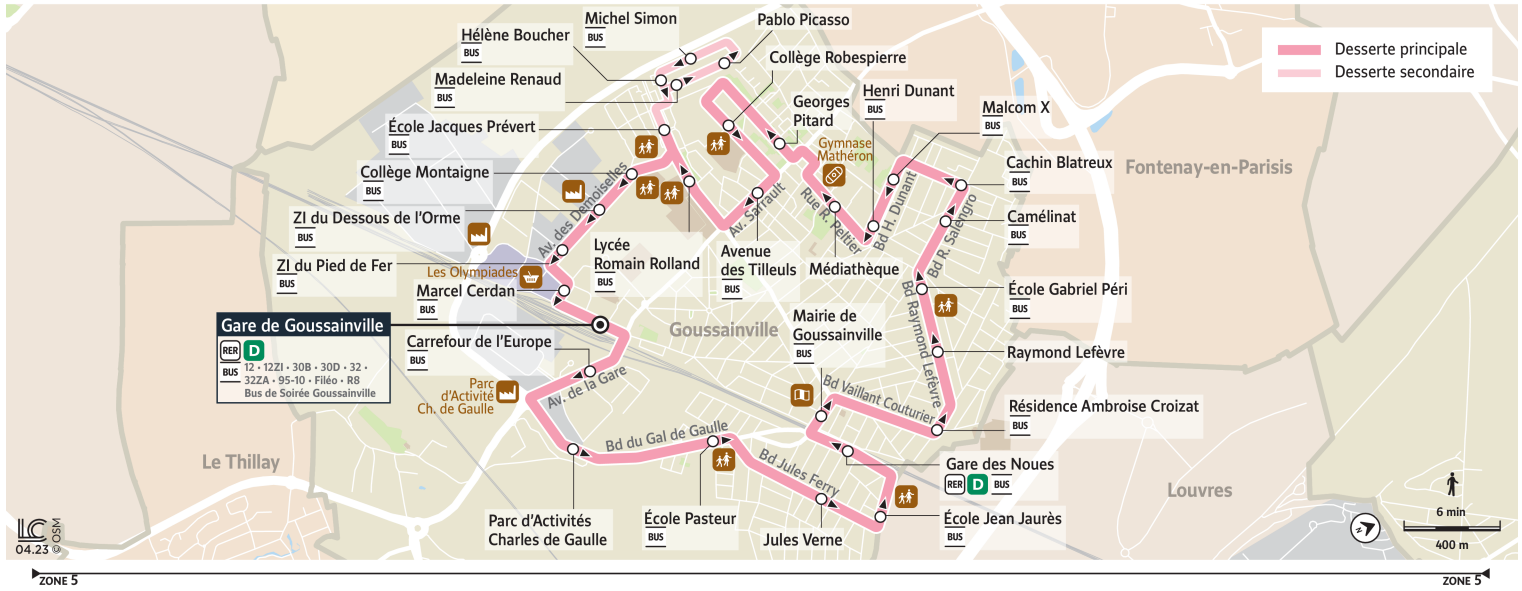 Michel Simon
BUS
Pablo Picasso
Hélène Boucher
BUS
Collège Robespierre
Madeleine Renaud
BUS
Georges
Pitard
Henri Dunant
BUS
Malcom X
BUS
Desserte principale
Desserte secondaire
École Jacques Prévert
BUS
Gymnase
Mathéron
Cachin Blatreux
BUS
Fontenay-en-Parisis
Collège Montaigne
BUS
ZI du Dessous de l'Orme
BUS
Av. des Demoiselles
Av. Sarrault
Rue R. Peltier
Bd H. Dunant
Bd R. Salengro
Camélinat
BUS
ZI du Pied de Fer
BUS
Les Olympiades
Marcel Cerdan
BUS
Lycée
Romain Rolland
BUS
Avenue
des Tilleuls
BUS
Médiathèque
École Gabriel Péri
BUS
Gare de Goussainville
RER D
BUS
12 • 12ZI • 30B • 30D • 32 •
32ZA • 95-10 • Filéo • R8
Bus de Soirée Goussainville
Carrefour de l'Europe
BUS
Goussainville
Mairie de
Goussainville
BUS
Bd Raymond Lefèvre
Raymond Lefèvre
Parc
d'Activité
Ch. de Gaulle
Av. de la Gare
Bd Vaillant Couturier
Résidence Ambroise Croizat
BUS
Le Thillay
Bd du Gal de Gaulle
Bd Jules Ferry
Gare des Noues
RER D BUS
Louvres
Parc d'Activités
Charles de Gaulle
École Pasteur
BUS
Jules Verne
École Jean Jaurès
BUS
N
6 min
400 m
LC
04.23 © OSM
ZONE 5
ZONE 5